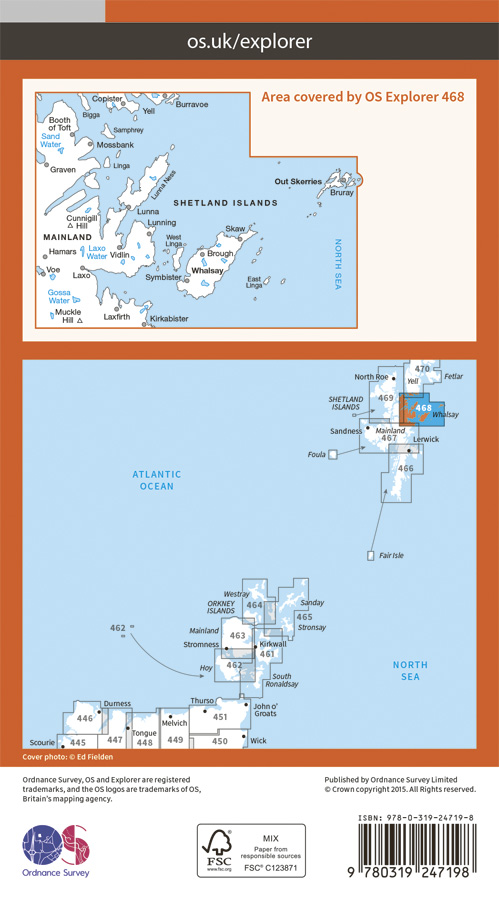 os.uk/explorer
Area covered by OS Explorer 468
Copister
Burravoe
Bigga
Yell
Booth
of Toft
Samphrey
Sand
Water
Mossbank
Linga
Graven
Lunna Ness
Out Skerries
Bruray
SHETLAND ISLANDS
Lunna
Cunnigill
Hill
Lunning
Skaw
MAINLAND
West
Linga
Hamars
Laxo
Water
Vidlin
Brough
NORTH SEA
Voe
Laxo
Symbister
Whalsay
East
Linga
Gossa
Water
Muckle
Hill
Laxfirth
Kirkabister
470
North Roe
Yell
Fetlar
469
SHETLAND
ISLANDS
468
Whalsay
Sandness
Mainland
467
Lerwick
Foula
466
ATLANTIC
OCEAN
Fair Isle
Westray
ORKNEY
ISLANDS
464
Sanday
465
Stronsay
462
Mainland
463
Stromness
Kirkwall
461
Hoy
462
South
Ronaldsay
NORTH
SEA
Durness
Thurso
John o'
Groats
446
Melvich
451
Tongue
Scourie
445
447
448
449
450
Wick
Cover photo: © Ed Fielden
Ordnance Survey, OS and Explorer are registered
trademarks, and the OS logos are trademarks of OS,
Britain's mapping agency.
Published by Ordnance Survey Limited
© Crown copyright 2015. All rights reserved.
OS
Ordnance Survey
FSC
www.fsc.org
MIX
Paper from
responsible sources
FSC® C123871
ISBN: 978-0-319-24719-8
9 780319 247198